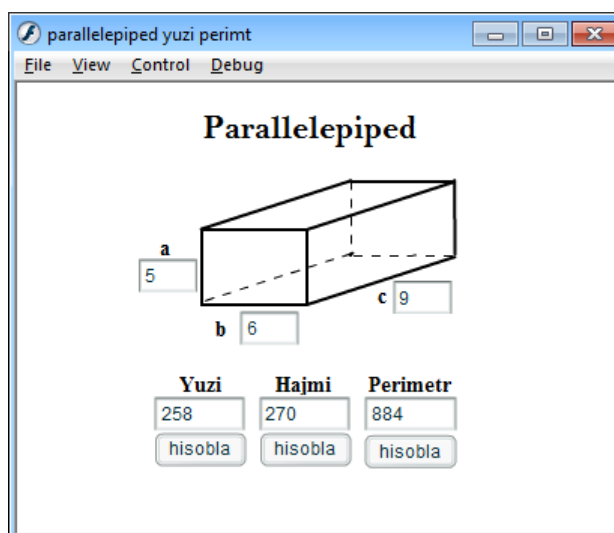 parallelepiped yuzi perimt
File View Control Debug
Parallelepiped
a
5
c 9
b 6
Yuzi Hajmi Perimetr
258 270 884
hisobla hisobla hisobla